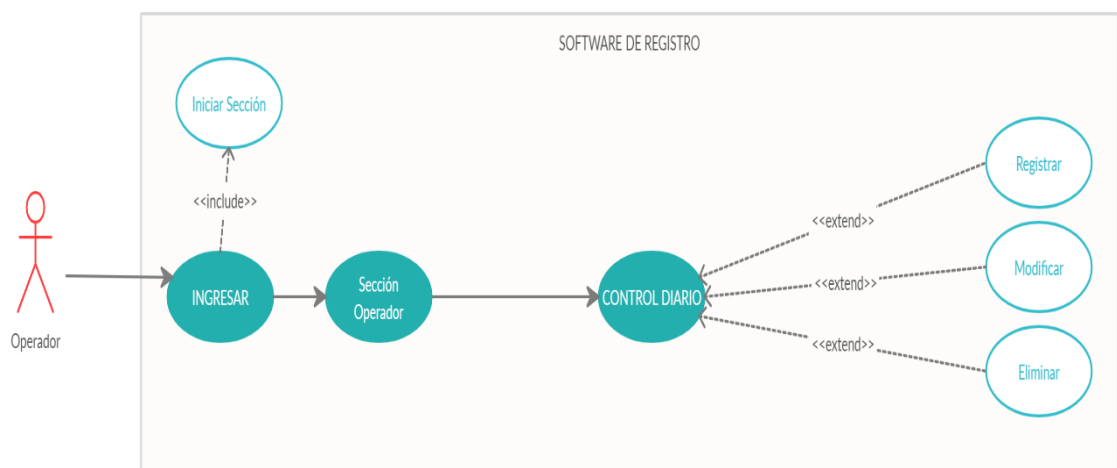 SOFTWARE DE REGISTRO
Iniciar Sección
<<include>>
Operador
INGRESAR
Sección
Operador
CONTROL DIARIO
<<extend>>
<<extend>>
<<extend>>
Registrar
Modificar
Eliminar